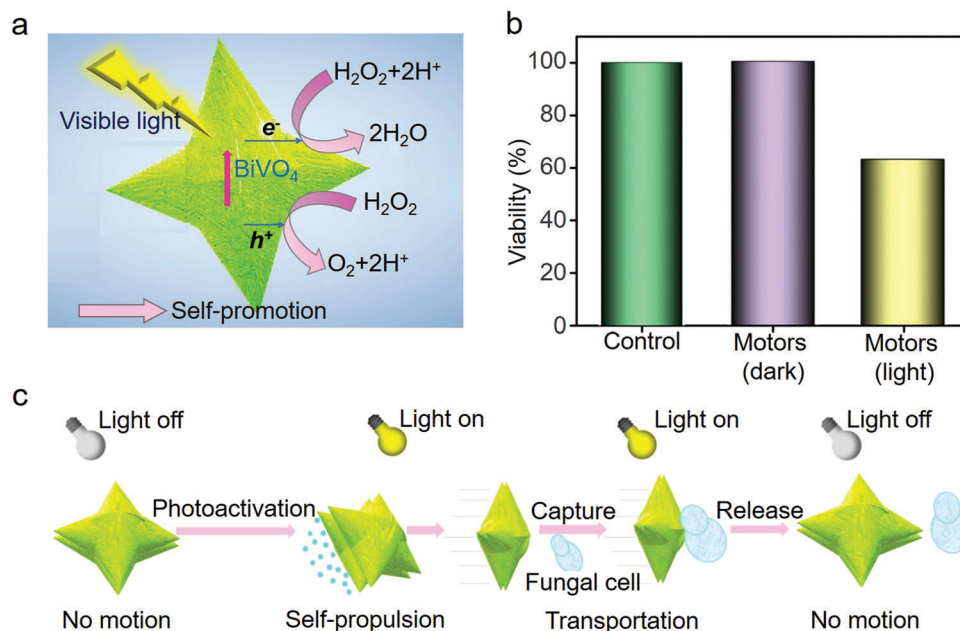 a
Visible light
e⁻
BiVO₄
h⁺
H₂O₂+2H⁺
2H₂O
H₂O₂
O₂+2H⁺
Self-promotion
b
Viability (%)
100
80
60
40
20
0
Control
Motors
(dark)
Motors
(light)
c
Light off
Light on
Light on
Light off
Photoactivation
Capture
Release
Fungal cell
No motion
Self-propulsion
Transportation
No motion